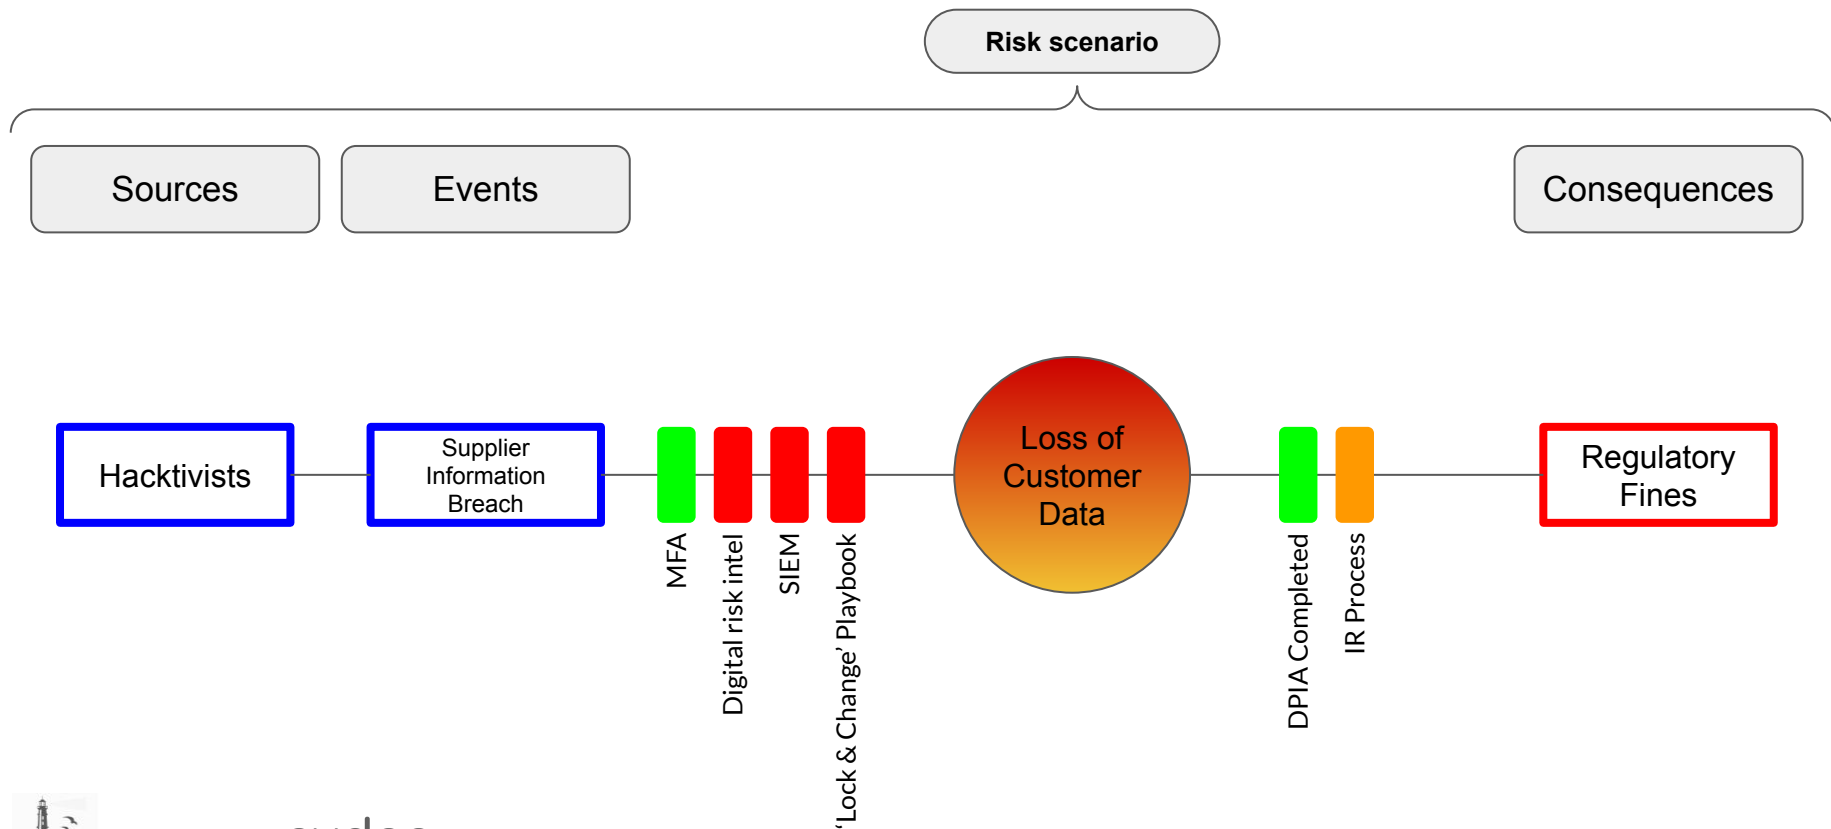 Risk scenario
Sources
Events
Consequences
Hacktivists
Supplier
Information
Breach
MFA
Digital risk intel
SIEM
‘Lock & Change’ Playbook
Loss of
Customer
Data
DPIA Completed
IR Process
Regulatory
Fines